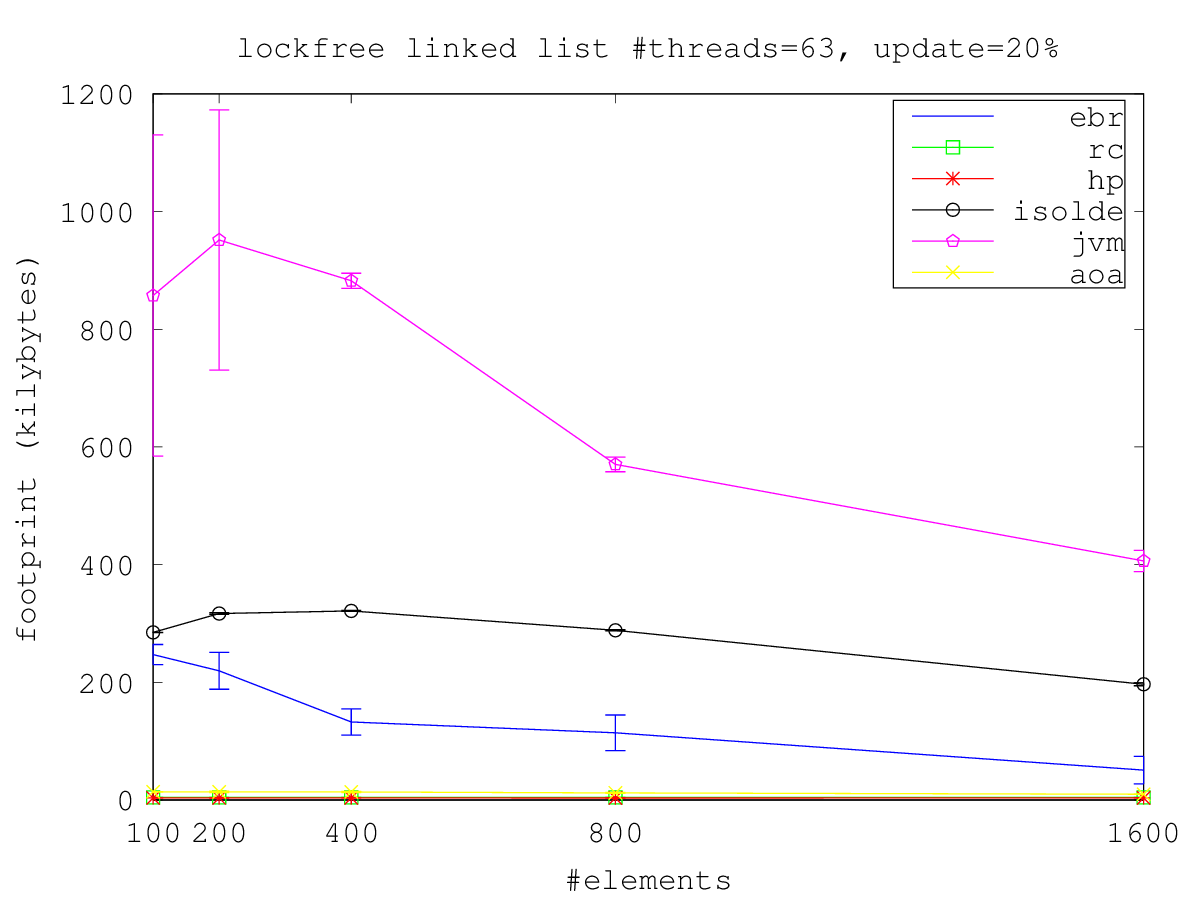 lockfree linked list #threads=63, update=20%
1200
1000
800
600
400
200
0
footprint (kilybytes)
ebr
rc
hp
isolde
jvm
aoa
100 200 400 800 1600
#elements